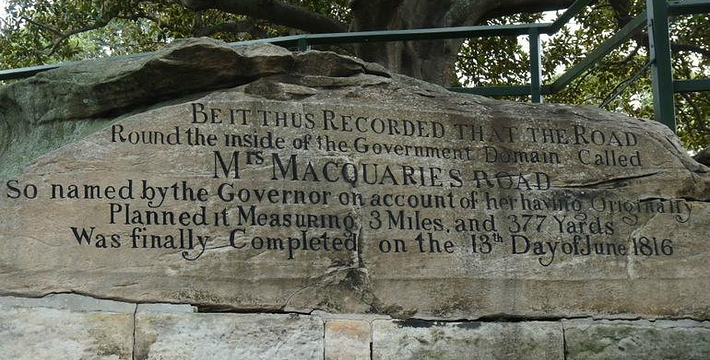 BE IT THUS RECORDED THAT THE ROAD
Round the inside of the Government Domain Called
Mrs MACQUARIES ROAD
So named by the Governor on account of her having Originally
Planned it Measuring 3 Miles, and 377 Yards
Was finally Completed on the 13th Day of June 1816